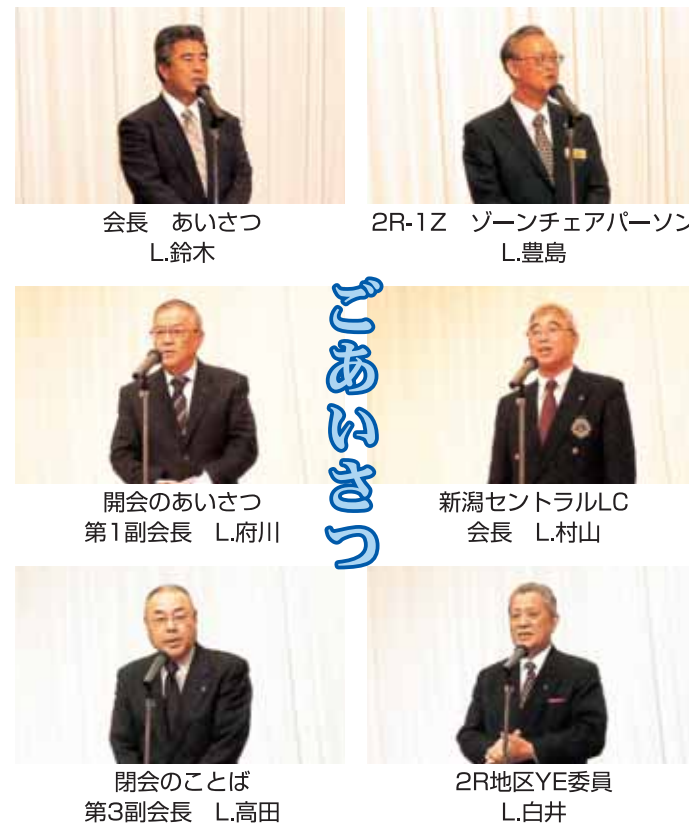 会長　あいさつ
L.鈴木
2R-1Z　ゾーンチェアパーソン
L.豊島
ごあいさつ
開会のあいさつ
第1副会長　L.府川
新潟セントラルLC
会長　L.村山
閉会のことば
第3副会長　L.高田
2R地区YE委員
L.白井